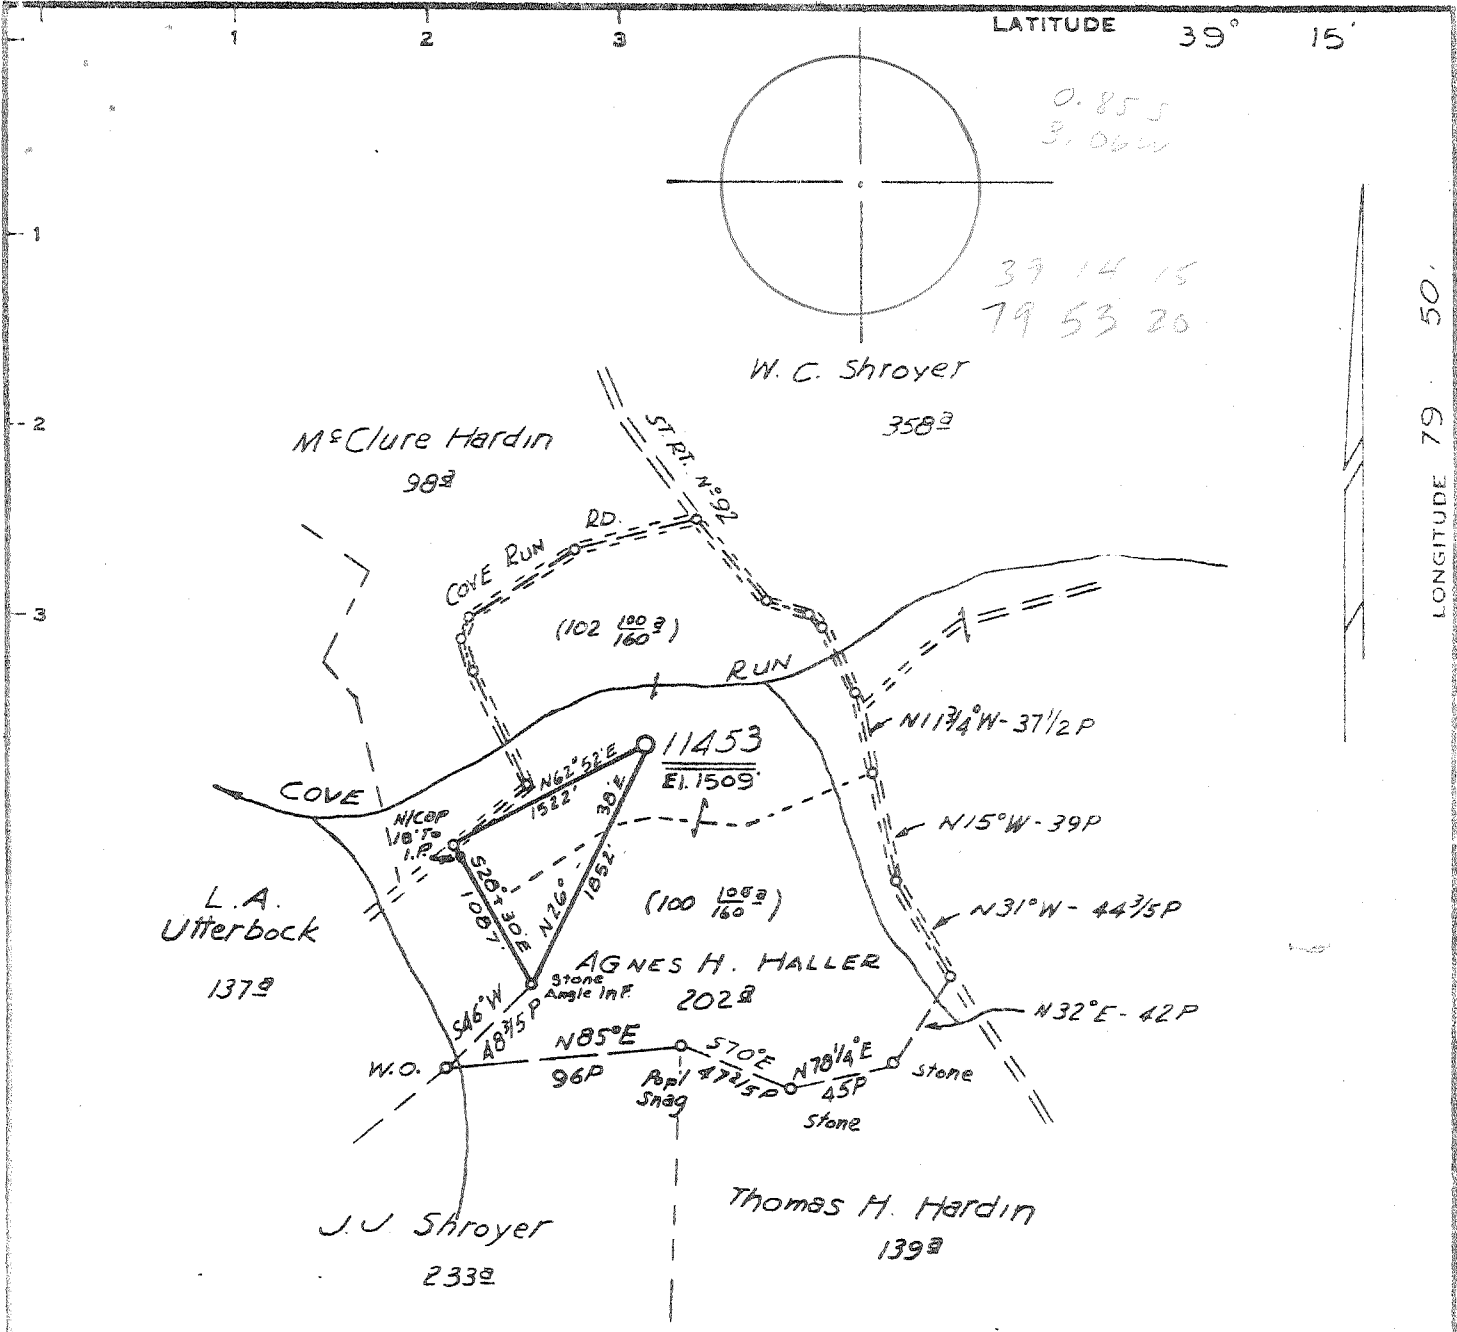 LATITUDE 39° 15'
1 2 3
0.85 S
3.06 W
1
39 14 15
79 53 20
LONGITUDE 79 50'
W. C. Shroyer
358a
2
McClure Hardin
98a
ST. RT. N° 92
RD.
COVE RUN
3
(102 100/160 a)
RUN
N11 3/4° W - 37 1/2 P
11453
El. 1509'
N62° 52' E
1522'
COVE
N/COP
18' To
I.P.
N26° 38' E
1852'
N15° W - 39P
S28° + 30' E
1087'
L.A.
Utterbock
137a
(100 108/160 a)
N31° W - 44 3/5 P
AGNES H. HALLER
202a
Stone
Angle In F.
S46° W
48 3/5 P
N32° E - 42P
N85° E
96P
S70° E
47 2/5 P
N78 1/4° E
45P
W.O.
Pop'l
Snag
Stone
Stone
Thomas H. Hardin
139a
J. J. Shroyer
233a